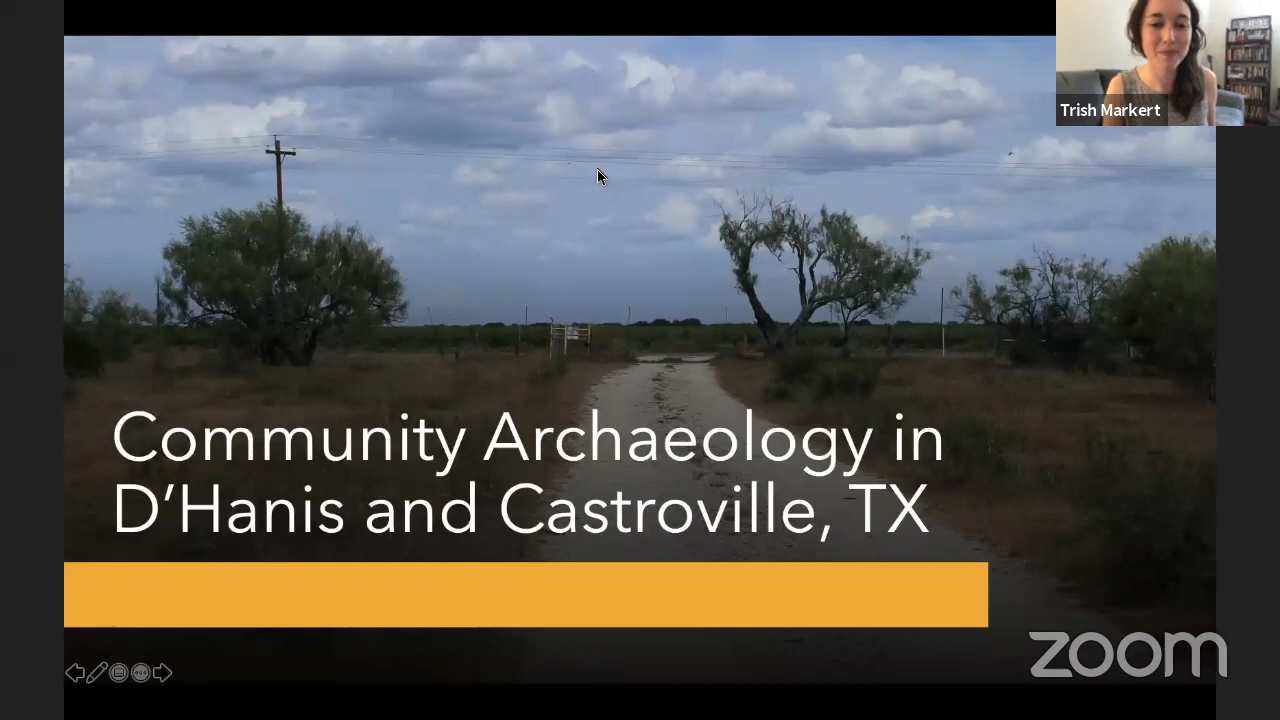 Trish Markert
Community Archaeology in
D’Hanis and Castroville, TX
zoom